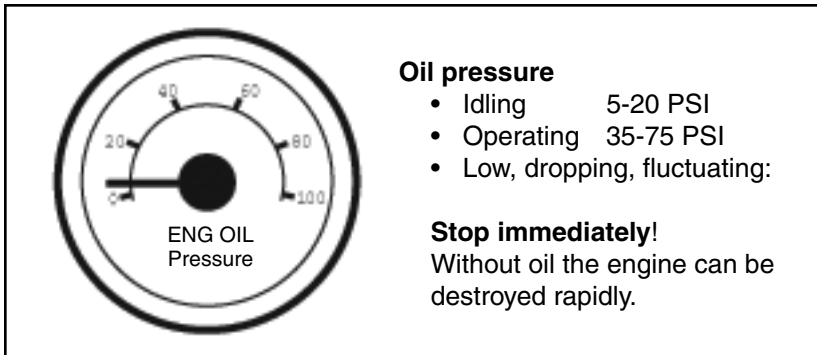 40 60
20 80
0 100
ENG OIL
Pressure
Oil pressure
• Idling 5-20 PSI
• Operating 35-75 PSI
• Low, dropping, fluctuating:
Stop immediately!
Without oil the engine can be
destroyed rapidly.